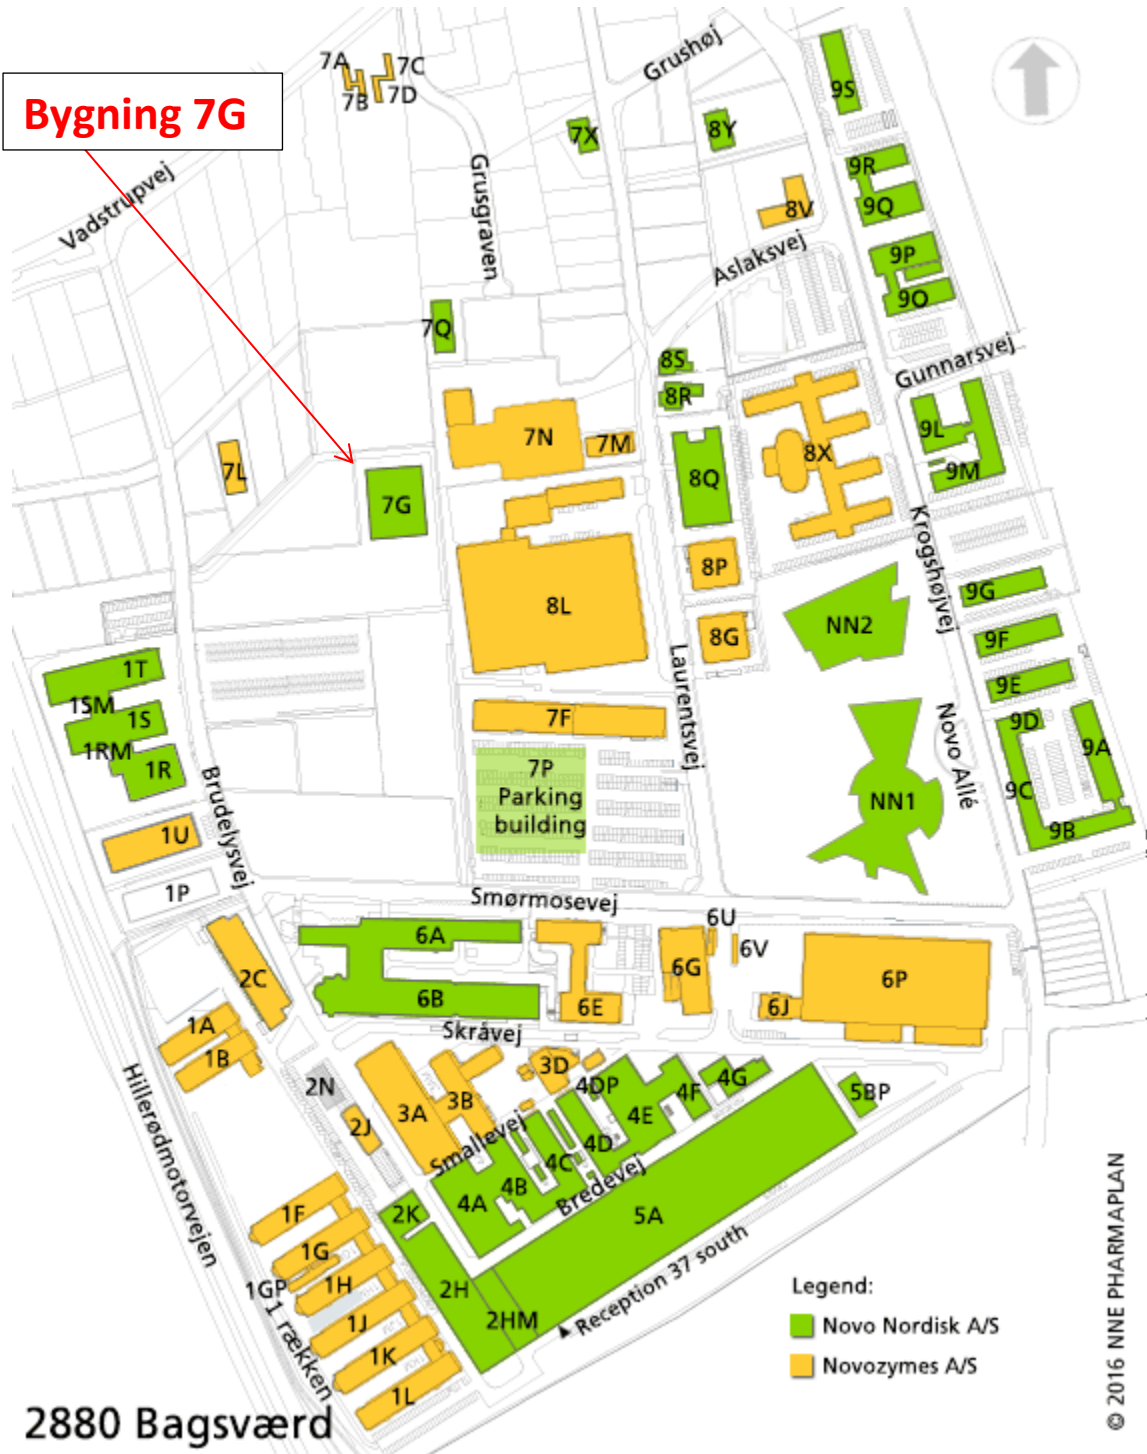 Grushøj
7A
7C
7B
7D
9S
Bygning 7G
7X
8Y
9R
Grusgraven
Vadstrupvej
8V
9Q
Aslaksvej
9P
9O
7Q
8S
Gunnarsvej
8R
7N
7M
9L
8X
7L
8Q
9M
7G
Krogshøjvej
8P
9G
8L
NN2
8G
9F
1T
Laurentsvej
9E
1SM
1S
7F
9D
Novo Allé
9A
1RM
1R
7P
Parking
building
Brudelysvej
9C
NN1
1U
9B
1P
Smørmosevej
6U
6A
6V
2C
6G
6P
6B
6E
6J
1A
Skråvej
1B
3D
2N
4DP
4G
4F
5BP
3A
3B
4E
2J
Smallevej
4D
4C
Hillerødmotorvejen
4B
Bredevej
4A
2K
5A
1F
1G
1GP
1H
2H
Reception 37 south
Legend:
1 rækken
1J
2HM
Novo Nordisk A/S
1K
Novozymes A/S
1L
2880 Bagsværd
© 2016 NNE PHARMAPLAN